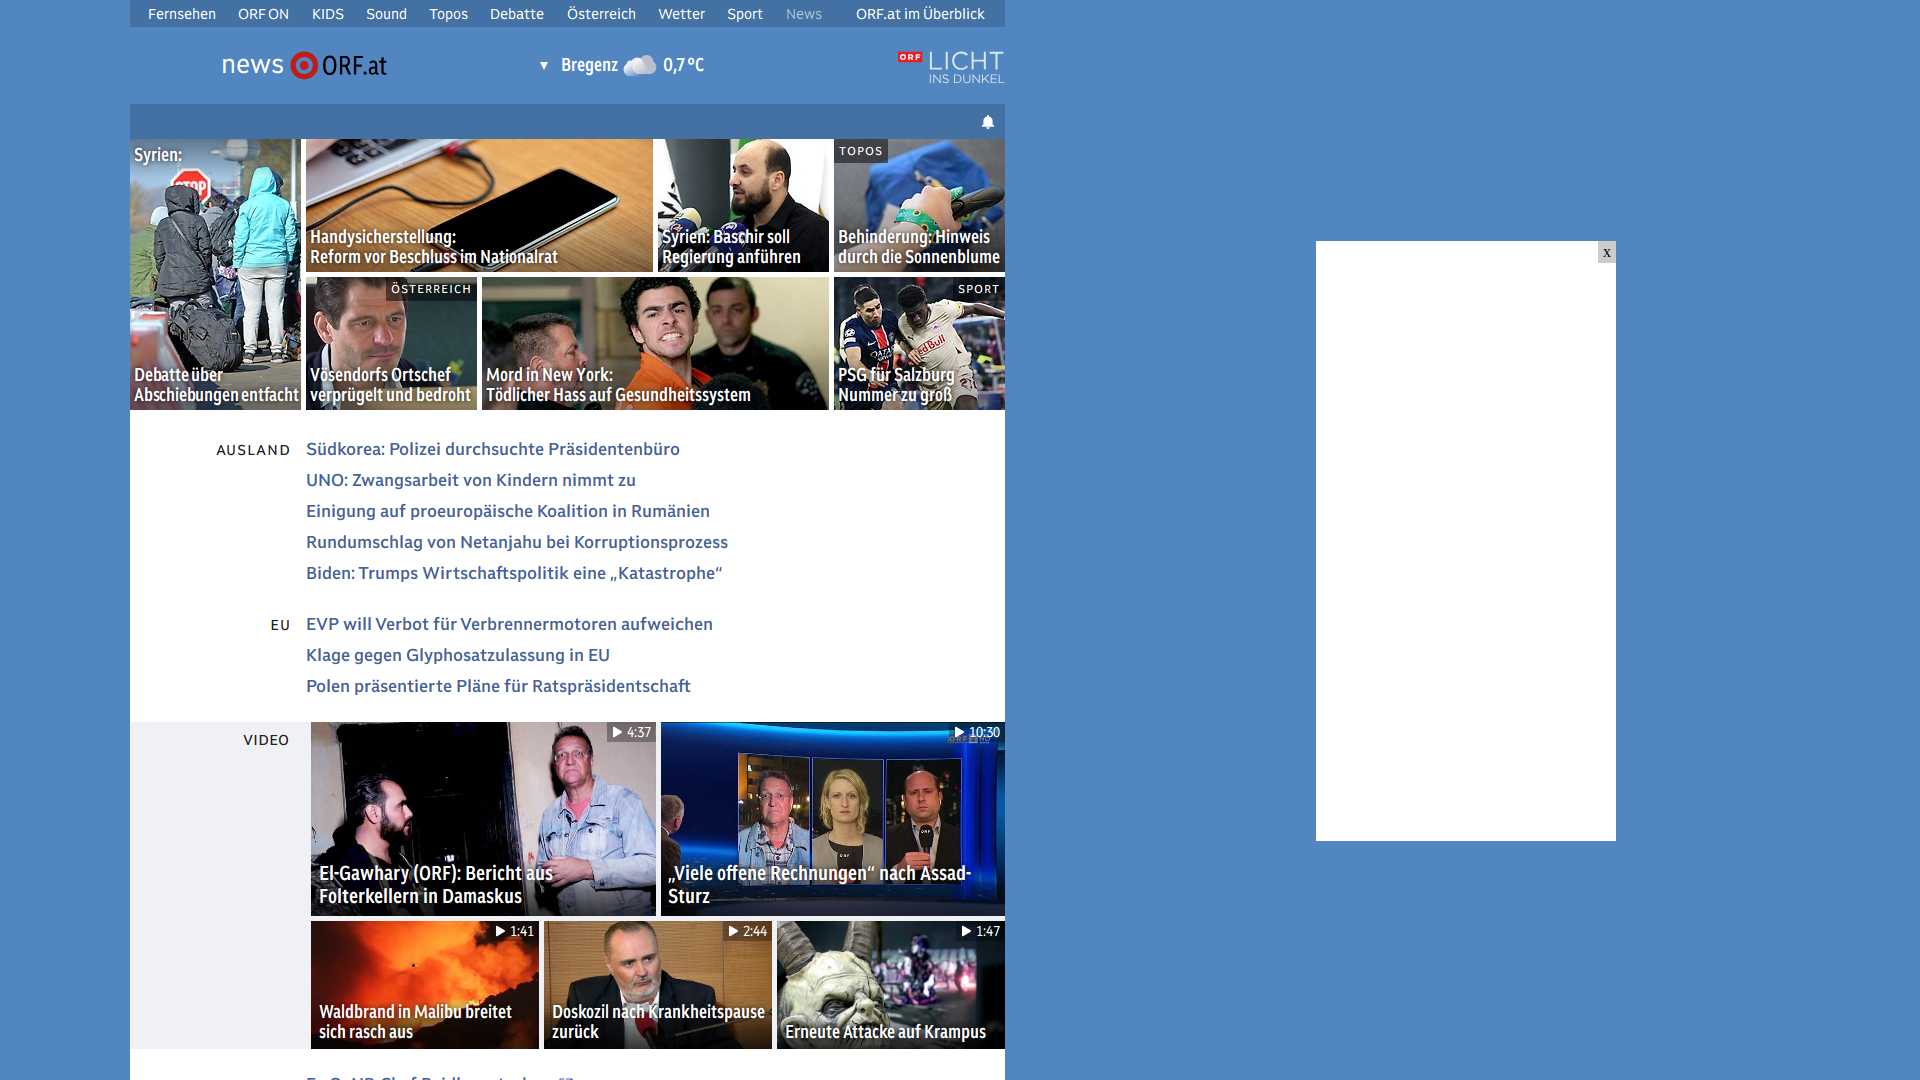 Fernsehen ORF ON KIDS Sound Topos Debatte Österreich Wetter Sport News ORF.at im Überblick
news ORF.at
▼ Bregenz 0,7 °C
ORF LICHT
INS DUNKEL
Syrien:
STOP
Debatte über
Abschiebungen entfacht
Handysicherstellung:
Reform vor Beschluss im Nationalrat
Syrien: Baschir soll
Regierung anführen
TOPOS
Behinderung: Hinweis
durch die Sonnenblume
ÖSTERREICH
Vösendorfs Ortschef
verprügelt und bedroht
Mord in New York:
Tödlicher Hass auf Gesundheitssystem
SPORT
Red Bull
PSG für Salzburg
Nummer zu groß
x
AUSLAND
Südkorea: Polizei durchsuchte Präsidentenbüro
UNO: Zwangsarbeit von Kindern nimmt zu
Einigung auf proeuropäische Koalition in Rumänien
Rundumschlag von Netanjahu bei Korruptionsprozess
Biden: Trumps Wirtschaftspolitik eine „Katastrophe“
EU
EVP will Verbot für Verbrennermotoren aufweichen
Klage gegen Glyphosatzulassung in EU
Polen präsentierte Pläne für Ratspräsidentschaft
VIDEO
4:37
El-Gawhary (ORF): Bericht aus
Folterkellern in Damaskus
10:30
ORF
ORF
„Viele offene Rechnungen“ nach Assad-
Sturz
1:41
Waldbrand in Malibu breitet
sich rasch aus
2:44
Doskozil nach Krankheitspause
zurück
1:47
Erneute Attacke auf Krampus